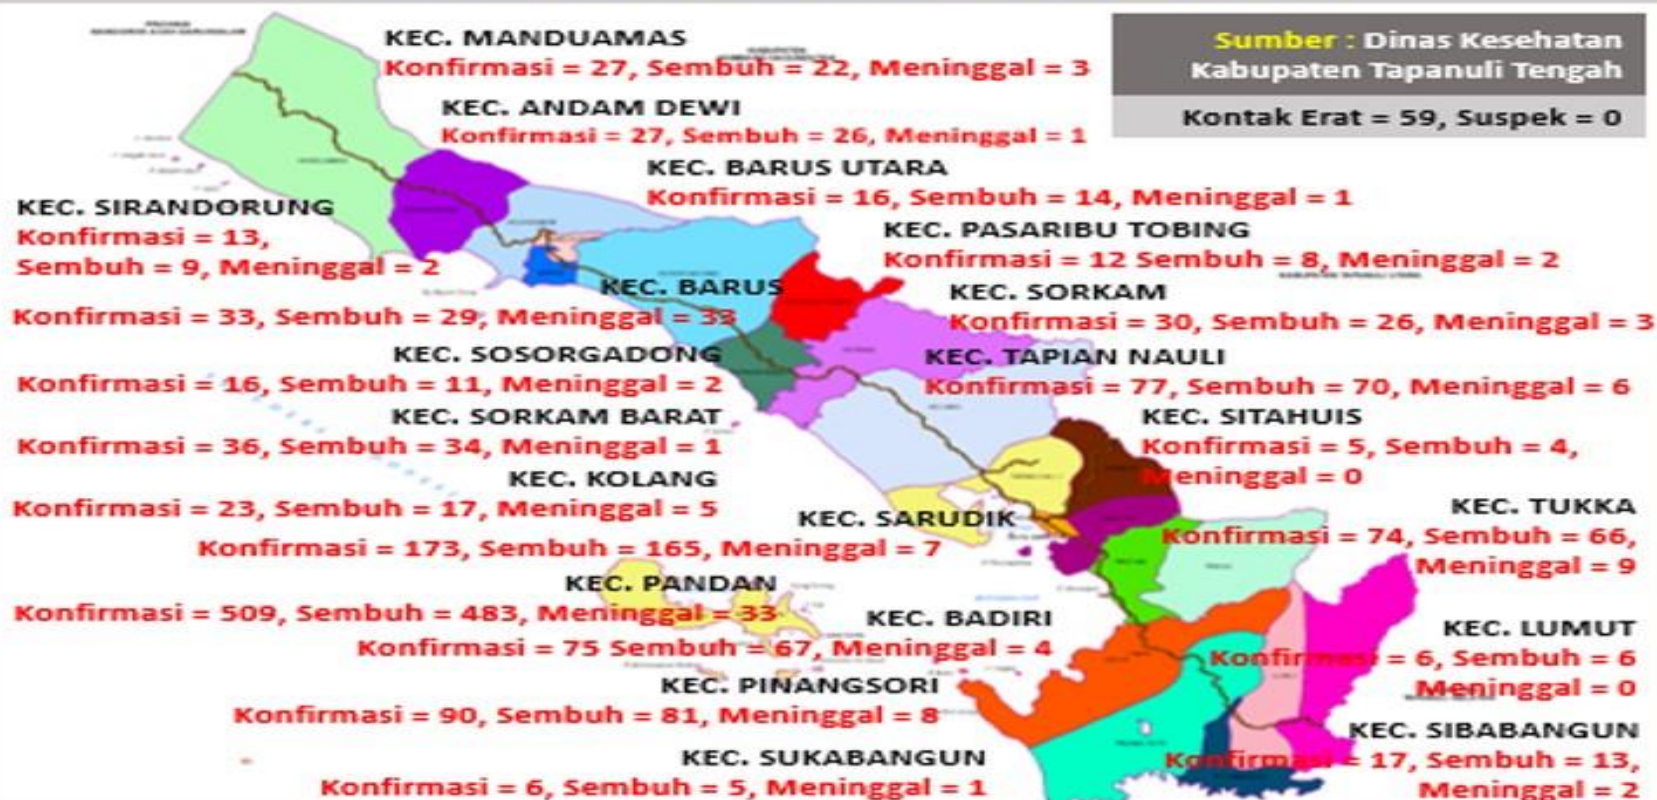 KEC. MANDUAMAS
Konfirmasi = 27, Sembuh = 22, Meninggal = 3
Sumber : Dinas Kesehatan
Kabupaten Tapanuli Tengah
Kontak Erat = 59, Suspek = 0
KEC. ANDAM DEWI
Konfirmasi = 27, Sembuh = 26, Meninggal = 1
KEC. BARUS UTARA
Konfirmasi = 16, Sembuh = 14, Meninggal = 1
KEC. SIRANDORUNG
Konfirmasi = 13,
Sembuh = 9, Meninggal = 2
KEC. PASARIBU TOBING
Konfirmasi = 12 Sembuh = 8, Meninggal = 2
KEC. BARUS
Konfirmasi = 33, Sembuh = 29, Meninggal = 33
KEC. SORKAM
Konfirmasi = 30, Sembuh = 26, Meninggal = 3
KEC. SOSORGADONG
Konfirmasi = 16, Sembuh = 11, Meninggal = 2
KEC. TAPIAN NAULI
Konfirmasi = 77, Sembuh = 70, Meninggal = 6
KEC. SORKAM BARAT
Konfirmasi = 36, Sembuh = 34, Meninggal = 1
KEC. SITAHUIS
Konfirmasi = 5, Sembuh = 4,
Meninggal = 0
KEC. KOLANG
Konfirmasi = 23, Sembuh = 17, Meninggal = 5
KEC. SARUDIK
Konfirmasi = 173, Sembuh = 165, Meninggal = 7
KEC. TUKKA
Konfirmasi = 74, Sembuh = 66,
Meninggal = 9
KEC. PANDAN
Konfirmasi = 509, Sembuh = 483, Meninggal = 33
KEC. BADIRI
Konfirmasi = 75 Sembuh = 67, Meninggal = 4
KEC. LUMUT
Konfirmasi = 6, Sembuh = 6
Meninggal = 0
KEC. PINANGSORI
Konfirmasi = 90, Sembuh = 81, Meninggal = 8
KEC. SIBABANGUN
Konfirmasi = 17, Sembuh = 13,
Meninggal = 2
KEC. SUKABANGUN
Konfirmasi = 6, Sembuh = 5, Meninggal = 1